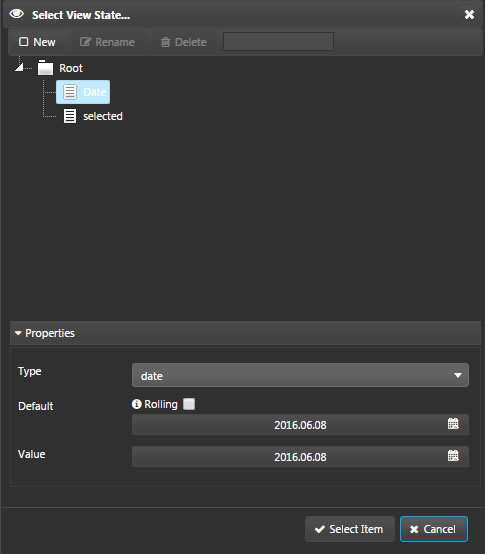 Select View State...
New Rename Delete
Root
Date
selected
Properties
Type date
Default Rolling
2016.06.08
Value 2016.06.08
Select Item Cancel